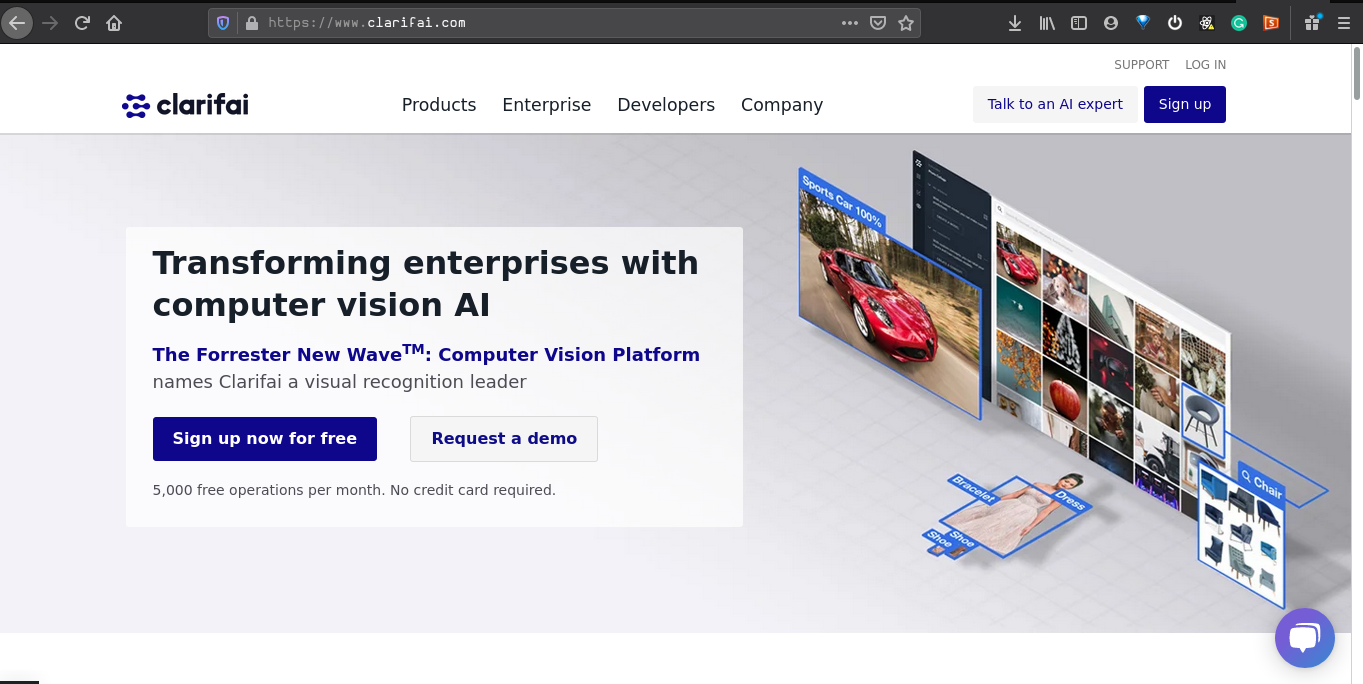 https://www.clarifai.com
SUPPORT LOG IN
clarifai
Products Enterprise Developers Company
Talk to an AI expert Sign up
Sports Car 100%
Transforming enterprises with
computer vision AI
The Forrester New Wave™: Computer Vision Platform
names Clarifai a visual recognition leader
Sign up now for free Request a demo
5,000 free operations per month. No credit card required.
Chair
Bracelet
Dress
Shoe
Shoe